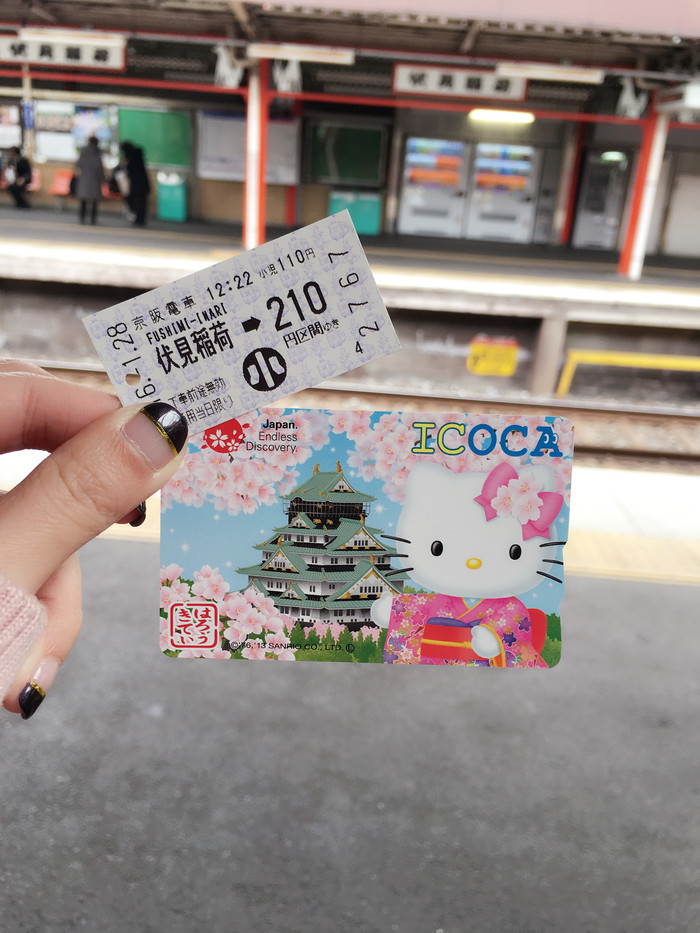 伏見稲荷
伏見稲荷
京阪電車 12:22 小児110円
FUSHIMI-INARI
伏見稲荷➡210
円区間ゆき
小
6.-1.28
下車前途無効
用当日限り
42767
Japan.
Endless
Discovery.
ICOCA
はろう
きてぃ
©'76,'13 SANRIO CO., LTD. Ⓛ